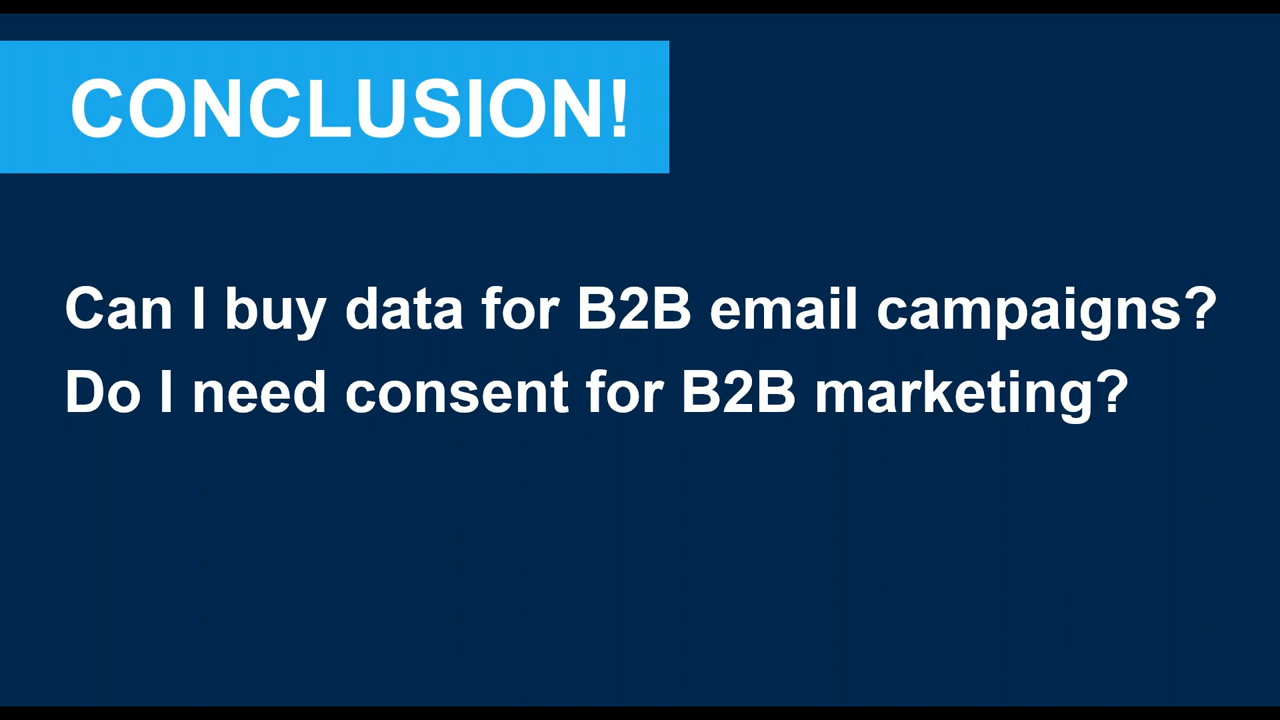 CONCLUSION!
Can I buy data for B2B email campaigns?
Do I need consent for B2B marketing?